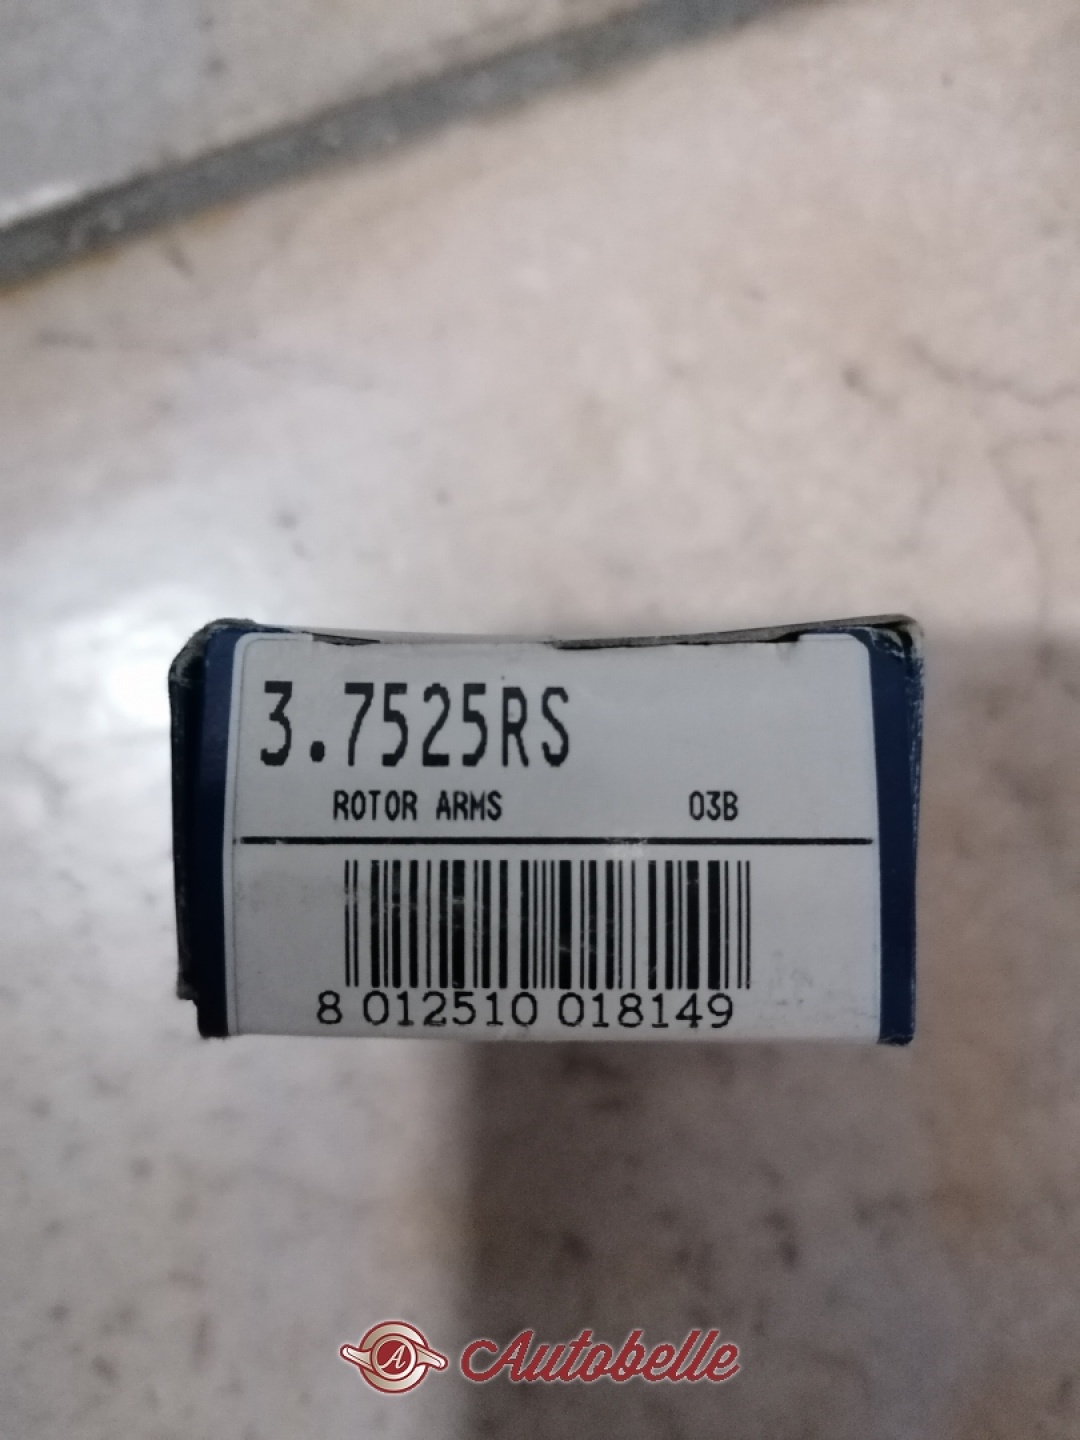 3.7525RS
ROTOR ARMS 03B
8 012510 018149
A Autobelle